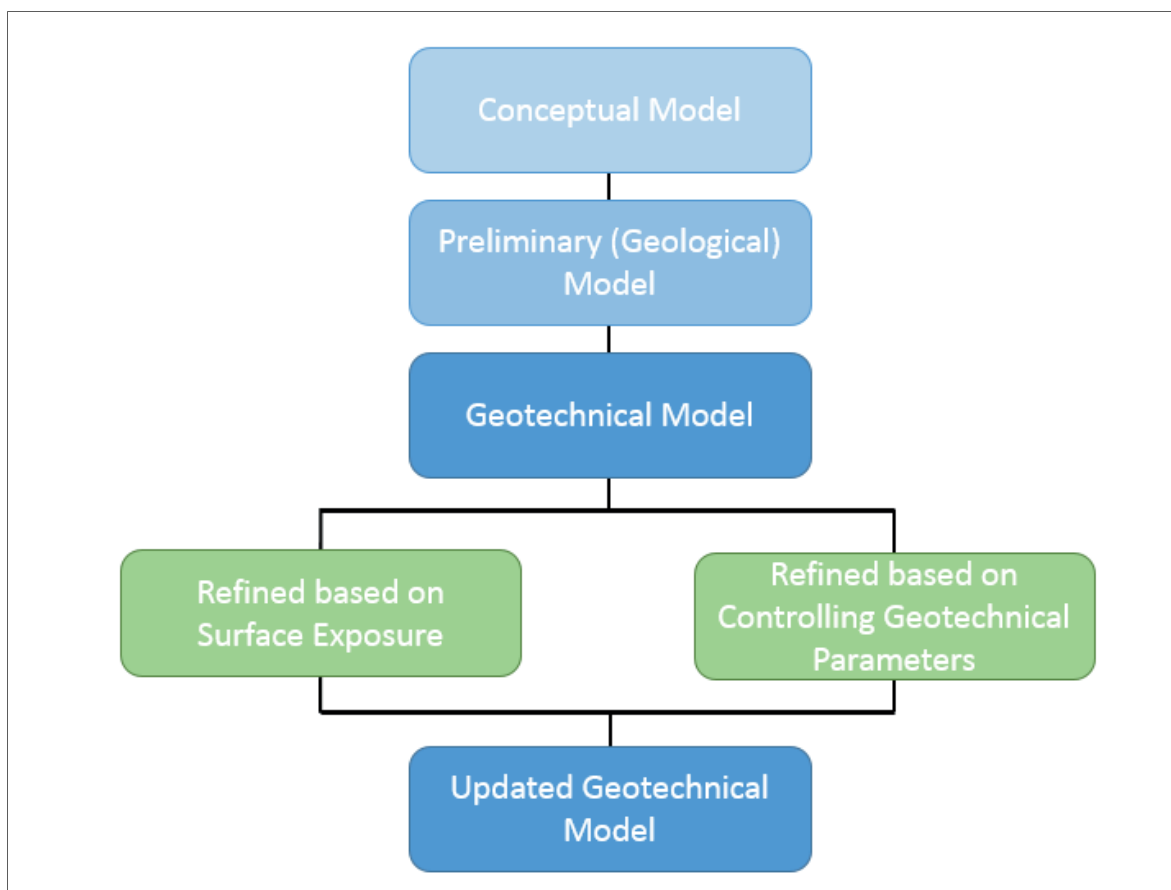 Conceptual Model
Preliminary (Geological)
Model
Geotechnical Model
Refined based on
Surface Exposure
Refined based on
Controlling Geotechnical
Parameters
Updated Geotechnical
Model